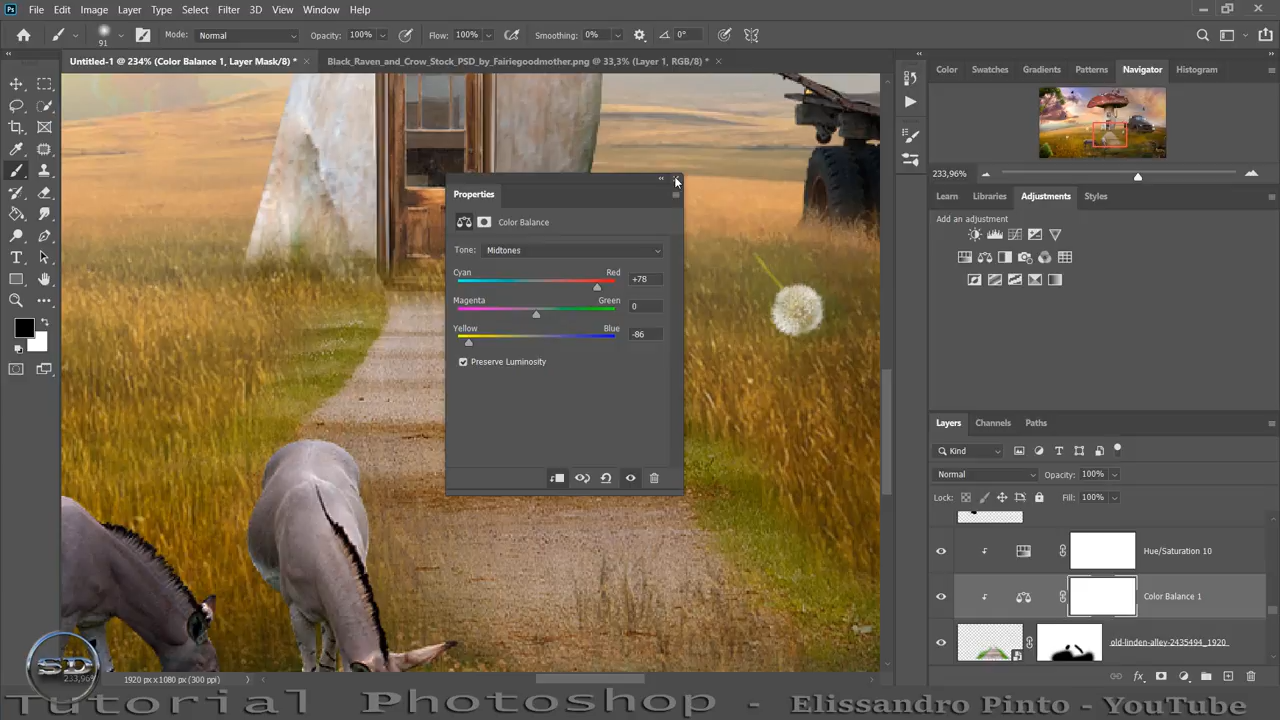 Ps File Edit Image Layer Type Select Filter 3D View Window Help
91 Mode: Normal Opacity: 100% Flow: 100% Smoothing: 0% 0°
Untitled-1 @ 234% (Color Balance 1, Layer Mask/8) * Black_Raven_and_Crow_Stock_PSD_by_Fairiegoodmother.png @ 33,3% (Layer 1, RGB/8) *
Color Swatches Gradients Patterns Navigator Histogram
233,96%
Learn Libraries Adjustments Styles
Add an adjustment
Properties
Color Balance
Tone: Midtones
Cyan Red +78
Magenta Green 0
Yellow Blue -86
Preserve Luminosity
Layers Channels Paths
Kind
Normal Opacity: 100%
Lock: Fill: 100%
Hue/Saturation 10
Color Balance 1
old-linden-alley-2435494_1920
SD
233,96% 1920 px x 1080 px (300 ppi)
Tutorial Photoshop - Elissandro Pinto - YouTube